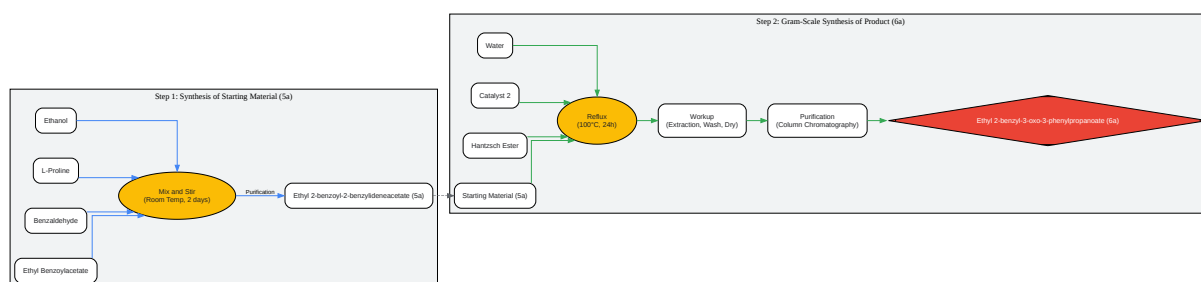 Step 1: Synthesis of Starting Material (5a)
Ethanol
L-Proline
Benzaldehyde
Ethyl Benzoylacetate
Mix and Stir
(Room Temp, 2 days)
Purification
Ethyl 2-benzoyl-2-benzylideneacetate (5a)
Step 2: Gram-Scale Synthesis of Product (6a)
Water
Catalyst 2
Hantzsch Ester
Starting Material (5a)
Reflux
(100°C, 24h)
Workup
(Extraction, Wash, Dry)
Purification
(Column Chromatography)
Ethyl 2-benzyl-3-oxo-3-phenylpropanoate (6a)